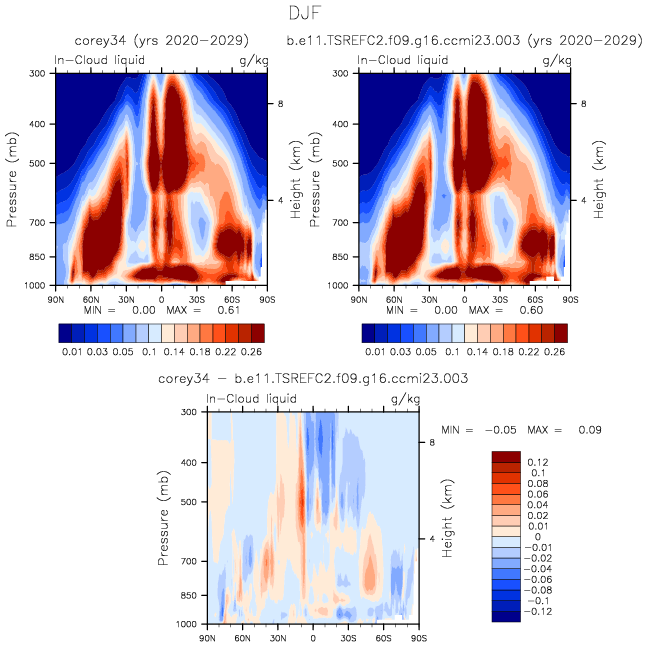 DJF
corey34 (yrs 2020-2029) b.e11.TSREFC2.f09.g16.ccmi23.003 (yrs 2020-2029)
In-Cloud liquid g/kg In-Cloud liquid g/kg
300 300
8 8
400 400
Pressure (mb) 500 Height (km) Pressure (mb) 500 Height (km)
4 4
700 700
850 850
1000 1000
90N 60N 30N 0 30S 60S 90S 90N 60N 30N 0 30S 60S 90S
MIN = 0.00 MAX = 0.61 MIN = 0.00 MAX = 0.60
0.01 0.03 0.05 0.1 0.14 0.18 0.22 0.26 0.01 0.03 0.05 0.1 0.14 0.18 0.22 0.26
corey34 - b.e11.TSREFC2.f09.g16.ccmi23.003
In-Cloud liquid g/kg
300
MIN = -0.05 MAX = 0.09
8
400
0.12
0.1
0.08
500
0.06
Pressure (mb) Height (km)
0.04
0.02
0.01
4
0
-0.01
700
-0.02
-0.04
-0.06
850
-0.08
-0.1
-0.12
1000
90N 60N 30N 0 30S 60S 90S